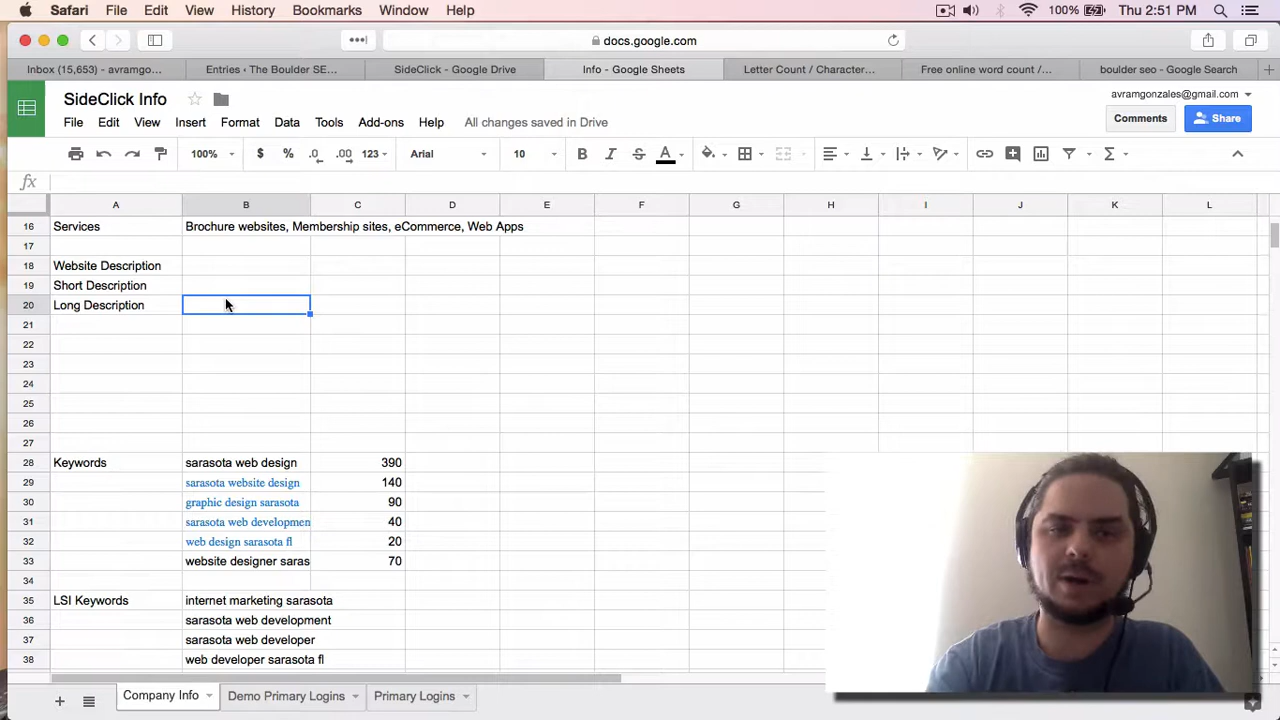 Safari File Edit View History Bookmarks Window Help 100% Thu 2:51 PM
docs.google.com
Inbox (15,653) – avramgo... Entries ‹ The Boulder SE... SideClick - Google Drive Info - Google Sheets Letter Count / Character... Free online word count /... boulder seo - Google Search
SideClick Info
avramgonzales@gmail.com
File Edit View Insert Format Data Tools Add-ons Help All changes saved in Drive
Comments Share
100% $ % .0 .00 123 Arial 10 B I S A
fx
A B C D E F G H I J K L
16 Services Brochure websites, Membership sites, eCommerce, Web Apps
17
18 Website Description
19 Short Description
20 Long Description
21
22
23
24
25
26
27
28 Keywords sarasota web design 390
29 sarasota website design 140
30 graphic design sarasota 90
31 sarasota web developmen 40
32 web design sarasota fl 20
33 website designer saras 70
34
35 LSI Keywords internet marketing sarasota
36 sarasota web development
37 sarasota web developer
38 web developer sarasota fl
Company Info Demo Primary Logins Primary Logins